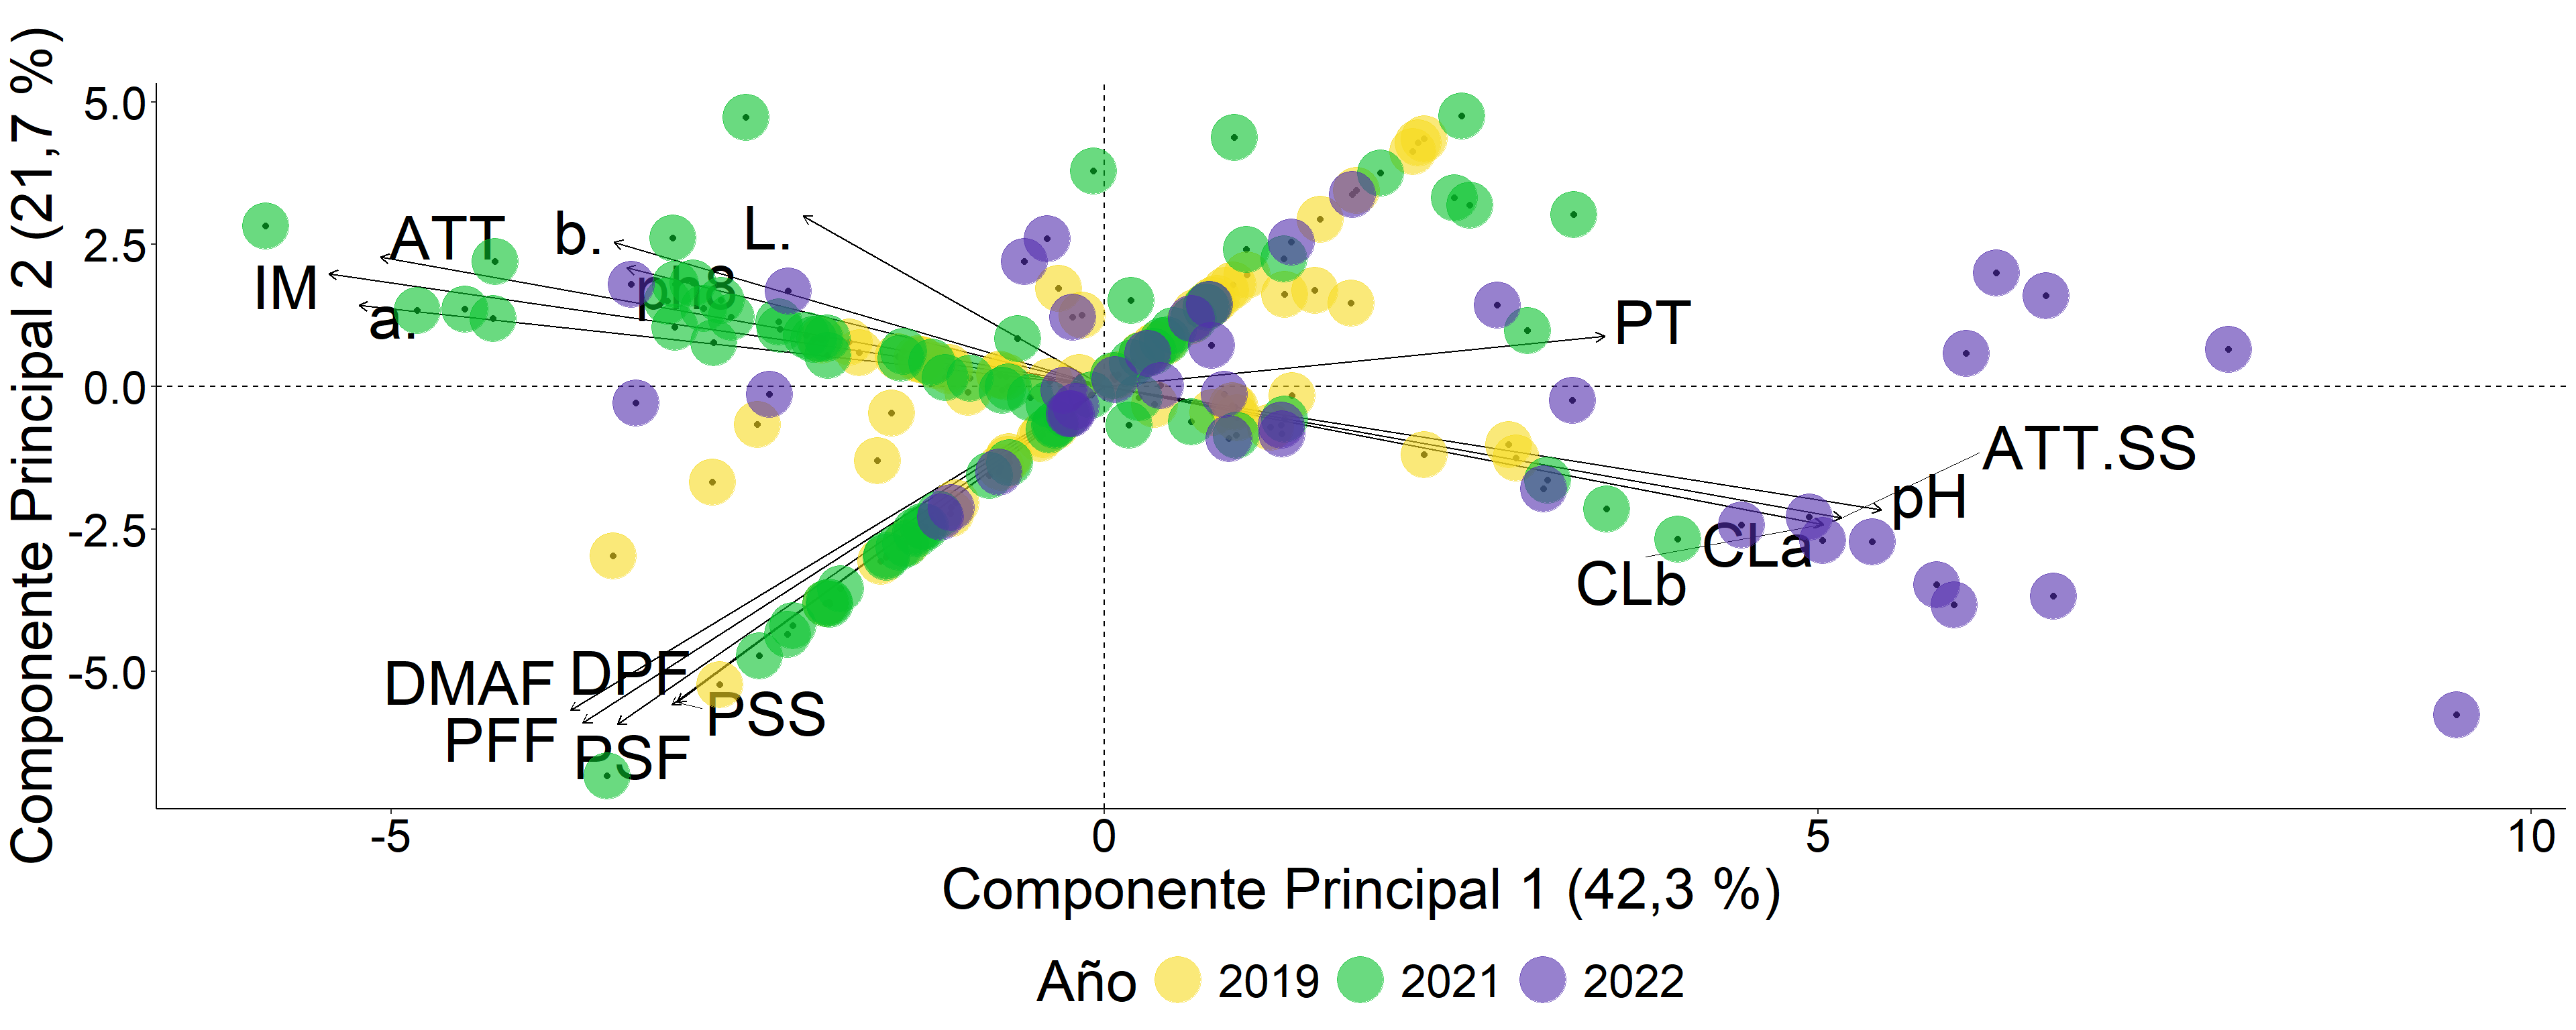 Componente Principal 2 (21,7 %)
5.0
2.5
0.0
-2.5
-5.0
ATT
b.
L.
IM
ph8
a.
PT
ATT.SS
pH
CLa
CLb
DMAF
DPF
PSS
PFF
PSF
-5
0
5
10
Componente Principal 1 (42,3 %)
Año 2019 2021 2022